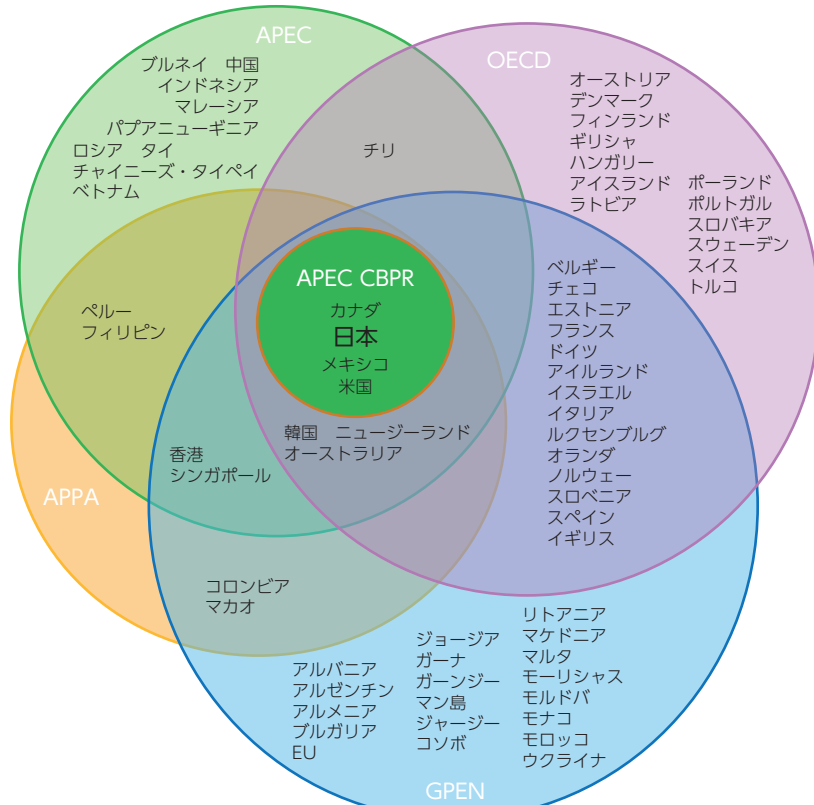 APEC
ブルネイ　中国
インドネシア
マレーシア
パプアニューギニア
ロシア　タイ
チャイニーズ・タイペイ
ベトナム
OECD
オーストリア
デンマーク
フィンランド
ギリシャ
ハンガリー
アイスランド
ラトビア
ポーランド
ポルトガル
スロバキア
スウェーデン
スイス
トルコ
チリ
APEC CBPR
カナダ
日本
メキシコ
米国
ペルー
フィリピン
ベルギー
チェコ
エストニア
フランス
ドイツ
アイルランド
イスラエル
イタリア
ルクセンブルグ
オランダ
ノルウェー
スロベニア
スペイン
イギリス
韓国　ニュージーランド
オーストラリア
香港
シンガポール
APPA
コロンビア
マカオ
アルバニア
アルゼンチン
アルメニア
ブルガリア
EU
ジョージア
ガーナ
ガーンジー
マン島
ジャージー
コソボ
リトアニア
マケドニア
マルタ
モーリシャス
モルドバ
モナコ
モロッコ
ウクライナ
GPEN